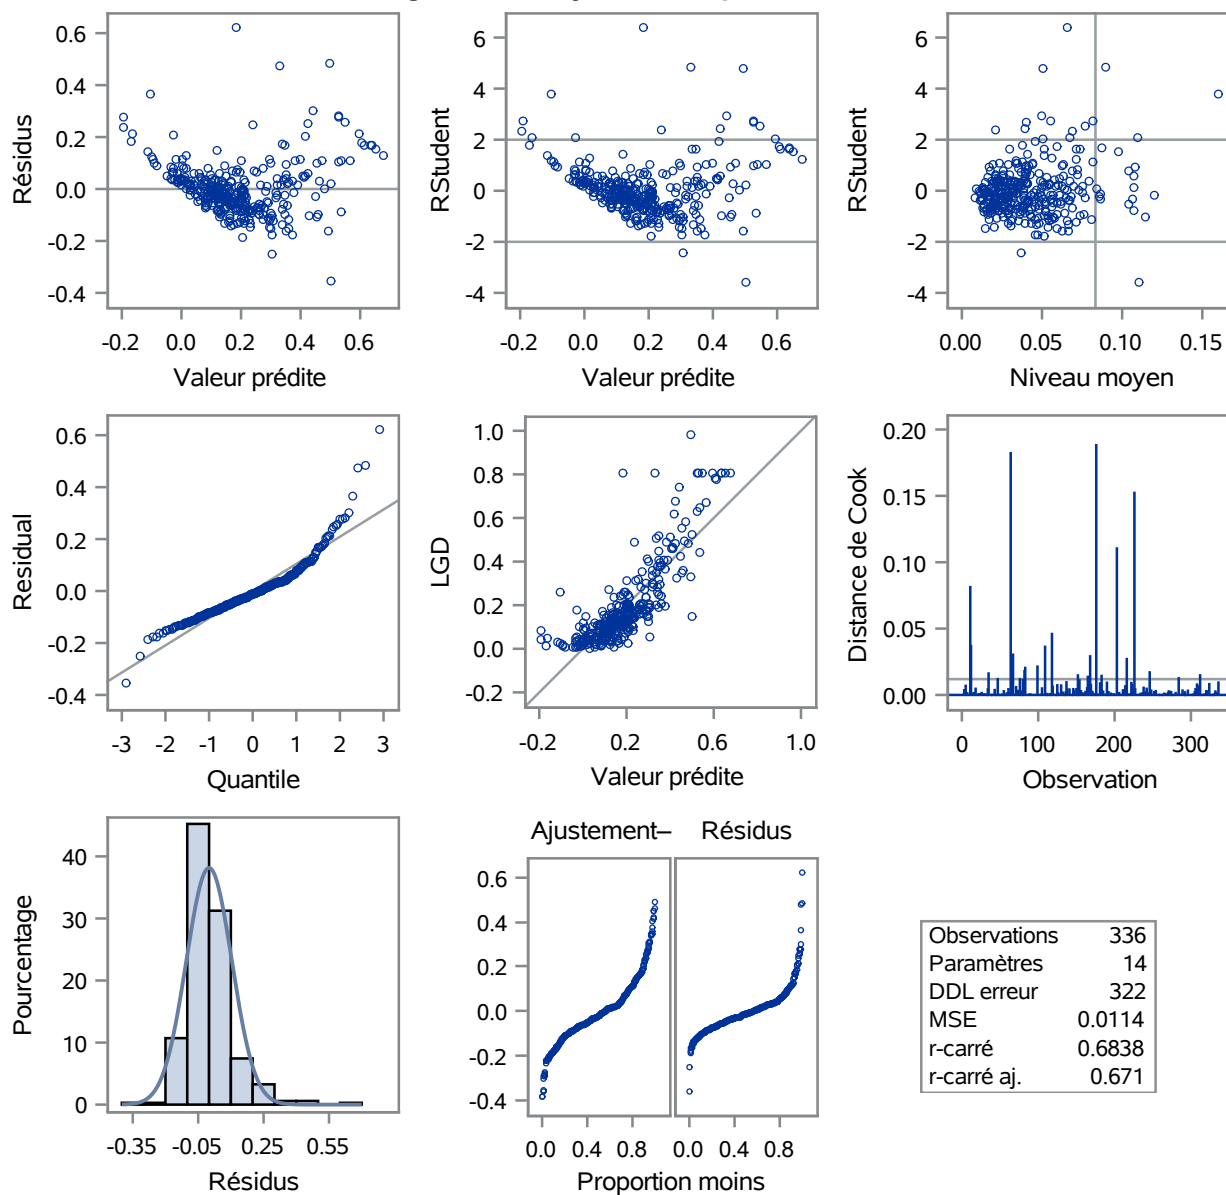 0.6
0.4
0.2
0.0
-0.2
-0.4
Résidus
-0.2 0.0 0.2 0.4 0.6
Valeur prédite
6
4
2
0
-2
-4
RStudent
-0.2 0.0 0.2 0.4 0.6
Valeur prédite
6
4
2
0
-2
-4
RStudent
0.00 0.05 0.10 0.15
Niveau moyen
0.6
0.4
0.2
0.0
-0.2
-0.4
Residual
-3 -2 -1 0 1 2 3
Quantile
1.0
0.8
0.6
0.4
0.2
0.0
-0.2
LGD
-0.2 0.2 0.6 1.0
Valeur prédite
0.20
0.15
0.10
0.05
0.00
Distance de Cook
0 100 200 300
Observation
40
30
20
10
0
Pourcentage
-0.35 -0.05 0.25 0.55
Résidus
Ajustement– Résidus
0.6
0.4
0.2
0.0
-0.2
-0.4
0.0 0.4 0.8 0.0 0.4 0.8
Proportion moins
Observations 336
Paramètres 14
DDL erreur 322
MSE 0.0114
r-carré 0.6838
r-carré aj. 0.671